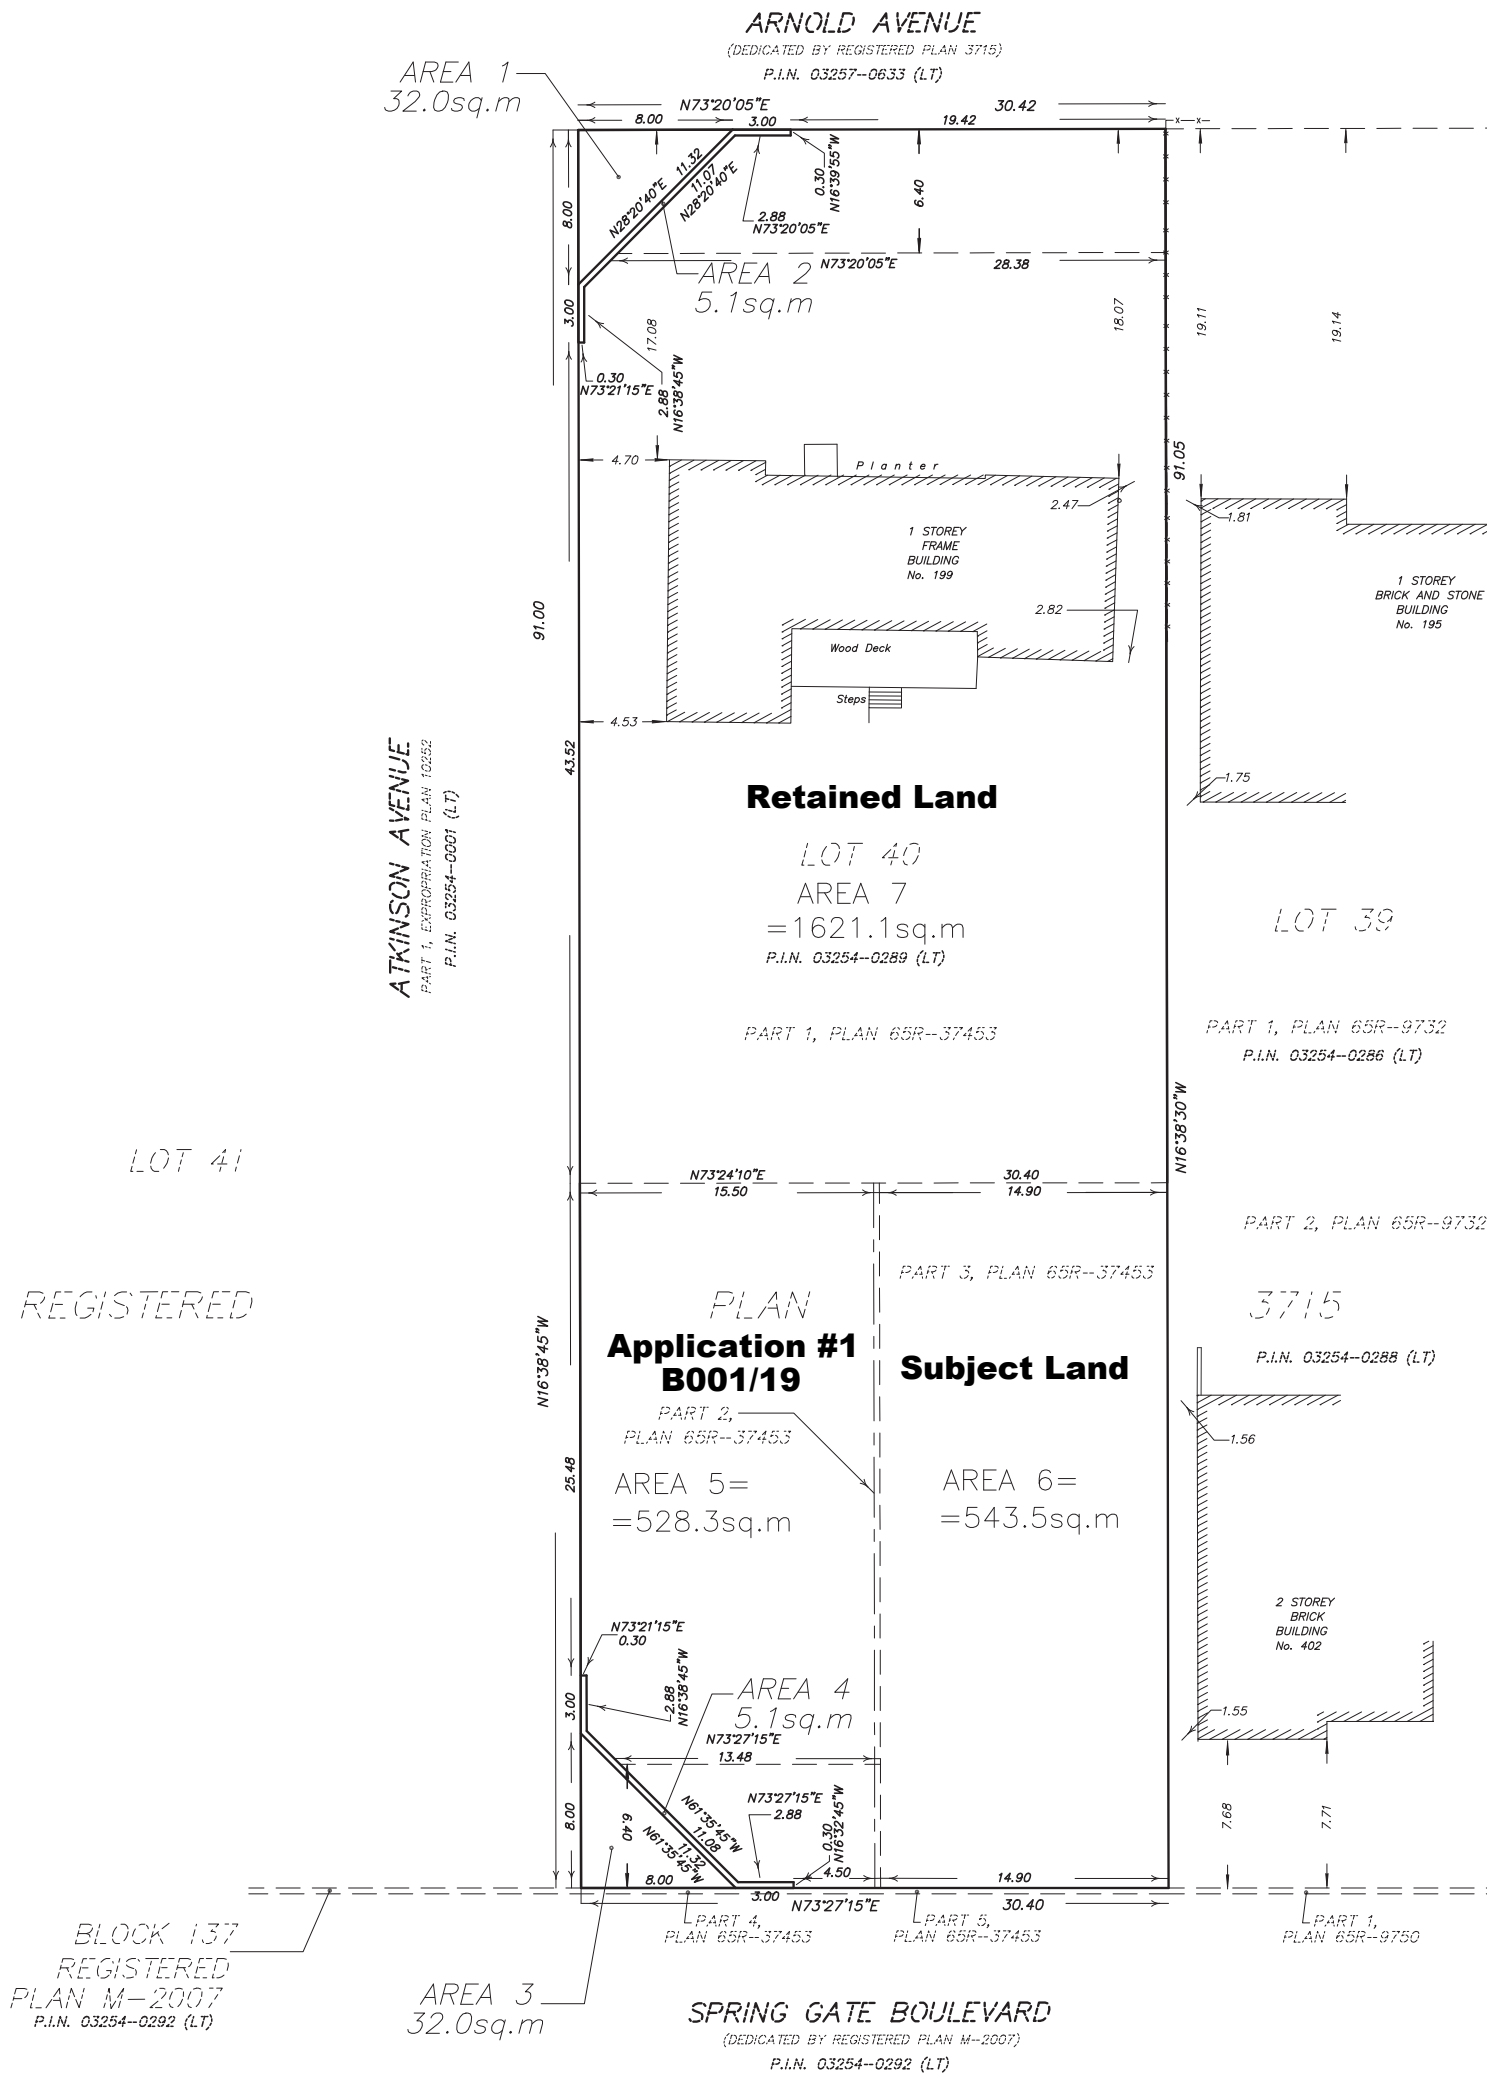 ARNOLD AVENUE
(DEDICATED BY REGISTERED PLAN 3715)
P.I.N. 03257--0633 (LT)
AREA 1
32.0sq.m
N73°20'05"E
30.42
8.00
3.00
19.42
x
x
11.32
N28°20'40"E
11.07
N28°20'40"E
0.30
N16°39'55"W
2.88
N73°20'05"E
6.40
8.00
N73°20'05"E
28.38
AREA 2
5.1sq.m
3.00
17.08
18.07
19.11
19.14
0.30
N73°21'15"E
2.88
N16°38'45"W
4.70
Planter
2.47
91.05
1.81
1 STOREY
FRAME
BUILDING
No. 199
1 STOREY
BRICK AND STONE
BUILDING
No. 195
91.00
2.82
Wood Deck
Steps
4.53
43.52
1.75
ATKINSON AVENUE
PART 1, EXPROPRIATION PLAN 10252
P.I.N. 03254--0001 (LT)
Retained Land
LOT 40
AREA 7
=1621.1sq.m
P.I.N. 03254--0289 (LT)
LOT 39
PART 1, PLAN 65R--37453
PART 1, PLAN 65R--9732
P.I.N. 03254--0286 (LT)
N16°38'30"W
LOT 41
N73°24'10"E
30.40
15.50
14.90
PART 2, PLAN 65R--9732
PART 3, PLAN 65R--37453
REGISTERED
PLAN
3715
N16°38'45"W
Application #1
B001/19
Subject Land
P.I.N. 03254--0288 (LT)
PART 2,
PLAN 65R--37453
1.56
25.48
AREA 5=
=528.3sq.m
AREA 6=
=543.5sq.m
2 STOREY
BRICK
BUILDING
No. 402
N73°21'15"E
0.30
2.88
N16°38'45"W
3.00
AREA 4
5.1sq.m
1.55
N73°27'15"E
13.48
N73°27'15"E
2.88
N61°35'45"W
11.08
11.32
N61°35'45"W
6.40
8.00
0.30
N16°32'45"W
7.68
7.71
8.00
4.50
14.90
3.00
N73°27'15"E
30.40
PART 4,
PLAN 65R--37453
PART 5,
PLAN 65R--37453
PART 1,
PLAN 65R--9750
BLOCK 137
REGISTERED
PLAN M-2007
P.I.N. 03254--0292 (LT)
AREA 3
32.0sq.m
SPRING GATE BOULEVARD
(DEDICATED BY REGISTERED PLAN M--2007)
P.I.N. 03254--0292 (LT)